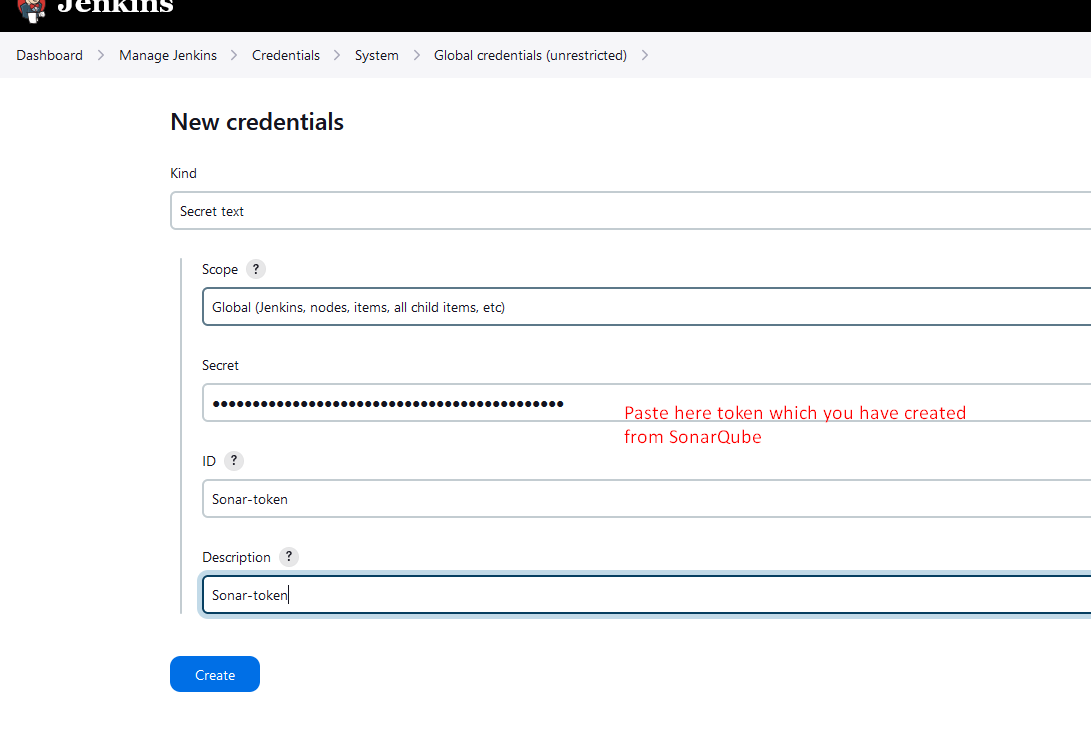 Jenkins
Dashboard > Manage Jenkins > Credentials > System > Global credentials (unrestricted) >
New credentials
Kind
Secret text
Scope ?
Global (Jenkins, nodes, items, all child items, etc)
Secret
••••••••••••••••••••••••••••••••••••••••••••
Paste here token which you have created
from SonarQube
ID ?
Sonar-token
Description ?
Sonar-token
Create